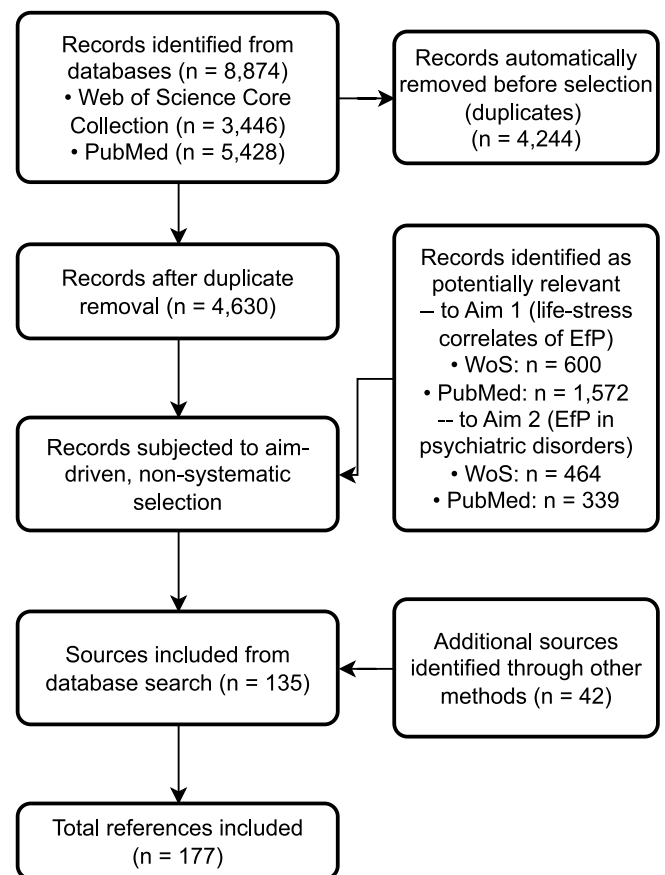 Records identified from
databases (n = 8,874)
• Web of Science Core
Collection (n = 3,446)
• PubMed (n = 5,428)
Records automatically
removed before selection
(duplicates)
(n = 4,244)
Records after duplicate
removal (n = 4,630)
Records identified as
potentially relevant
– to Aim 1 (life-stress
correlates of EfP)
• WoS: n = 600
• PubMed: n = 1,572
-- to Aim 2 (EfP in
psychiatric disorders)
• WoS: n = 464
• PubMed: n = 339
Records subjected to aim-
driven, non-systematic
selection
Sources included from
database search (n = 135)
Additional sources
identified through other
methods (n = 42)
Total references included
(n = 177)